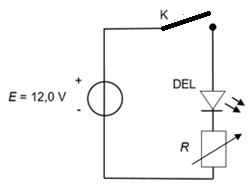 K
+
E = 12,0 V
-
DEL
R